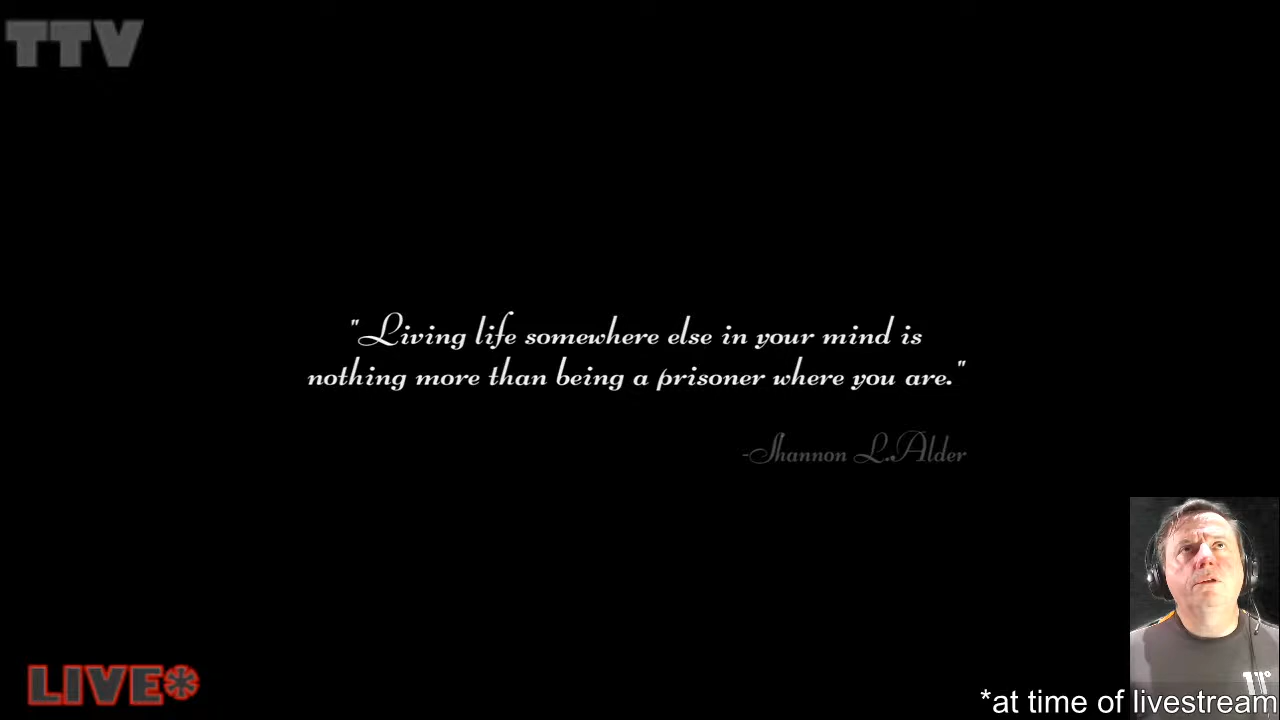 TTV
"Living life somewhere else in your mind is
nothing more than being a prisoner where you are."
-Shannon L.Alder
LIVE*
*at time of livestream